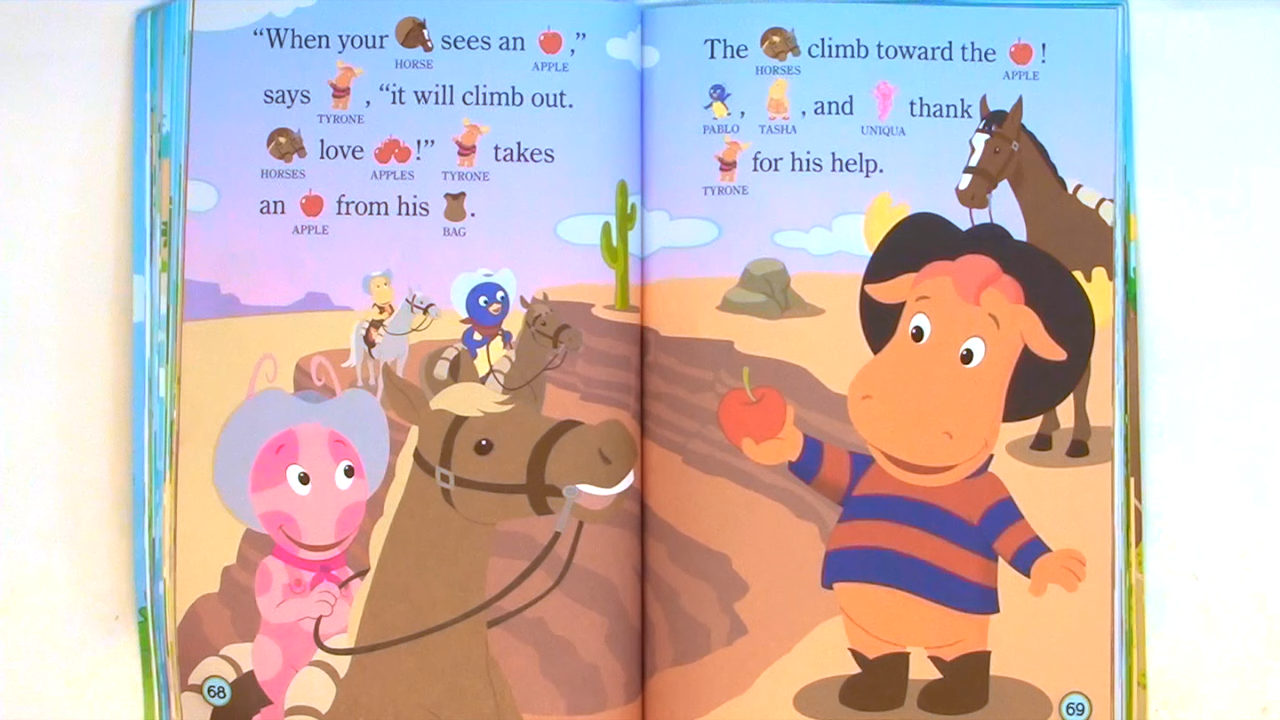 “When your sees an ,”
HORSE APPLE
says , “it will climb out.
TYRONE
love !” takes
HORSES APPLES TYRONE
an from his .
APPLE BAG
68
The climb toward the !
HORSES APPLE
, , and thank
PABLO TASHA UNIQUA
for his help.
TYRONE
69